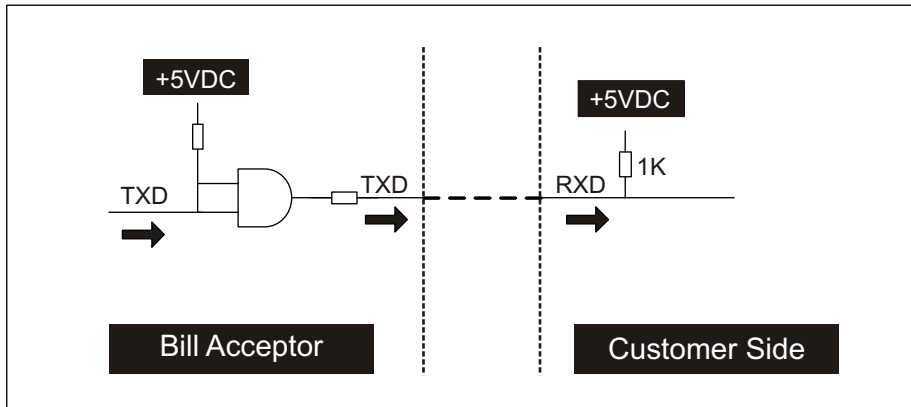 +5VDC
+5VDC
1K
TXD
TXD
RXD
Bill Acceptor
Customer Side